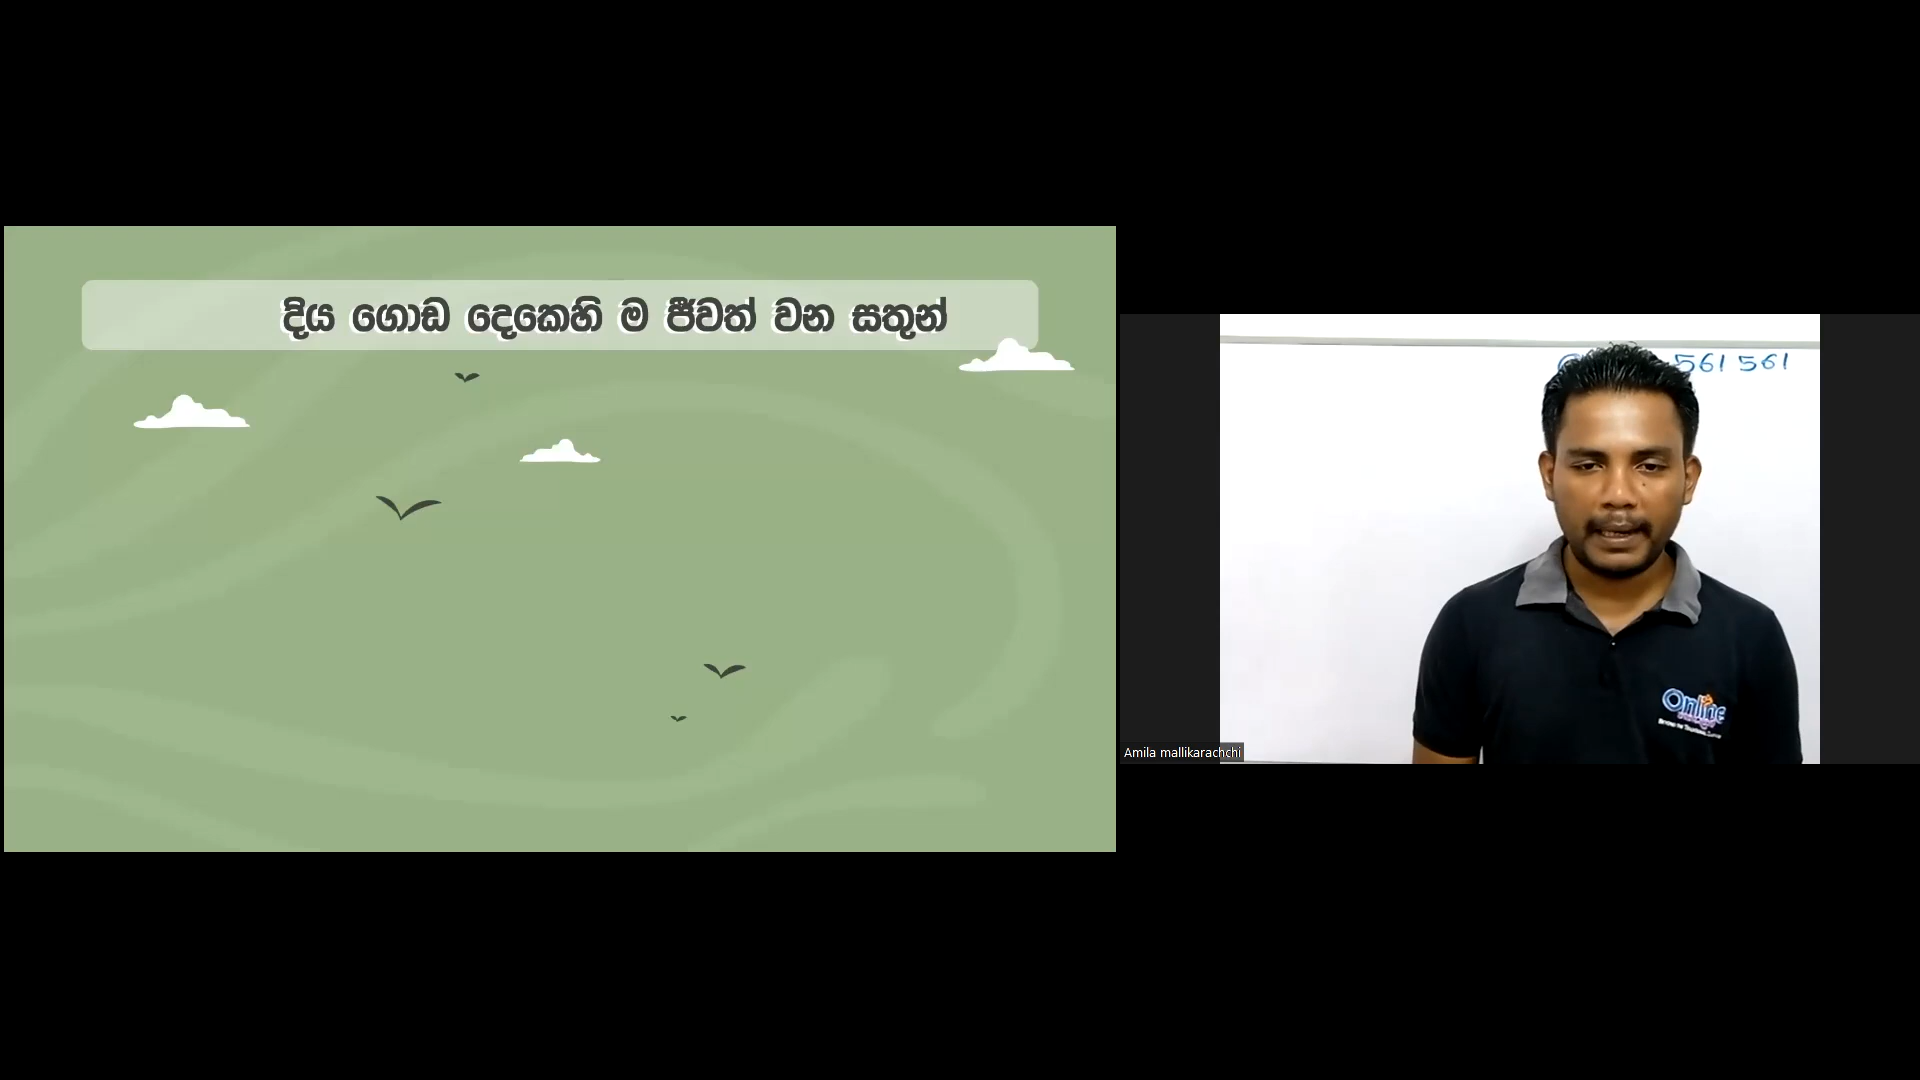 දිය ගොඩ දෙකෙහි ම ජීවත් වන සතුන්
561 561
Online
Amila mallikarachchi